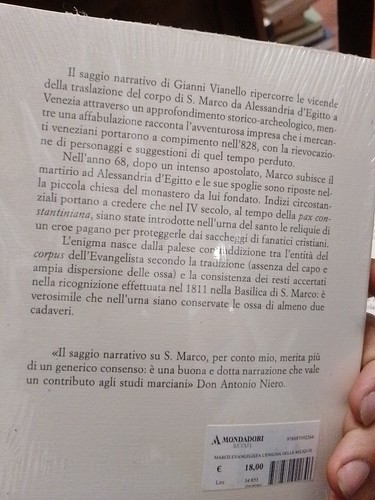 Il saggio narrativo di Gianni Vianello ripercorre le vicende
della traslazione del corpo di S. Marco da Alessandria d'Egitto a
Venezia attraverso un approfondimento storico-archeologico, men-
tre una affabulazione racconta l'avventurosa impresa che i mercan-
ti veneziani portarono a compimento nell'828, con la rievocazio-
ne di personaggi e suggestioni di quel tempo perduto.
Nell'anno 68, dopo un intenso apostolato, Marco subisce il
martirio ad Alessandria d'Egitto e le sue spoglie sono riposte nel-
la piccola chiesa del monastero da lui fondato. Indizi circostan-
ziali portano a credere che nel IV secolo, al tempo della pax con-
stantiniana, siano state introdotte nell'urna del santo le reliquie di
un eroe pagano per proteggerle dai saccheggi di fanatici cristiani.
L'enigma nasce dalla palese contraddizione tra l'entità del
corpus dell'Evangelista secondo la tradizione (assenza del capo e
ampia dispersione delle ossa) e la consistenza dei resti accertati
nella ricognizione effettuata nel 1811 nella Basilica di S. Marco: è
verosimile che nell'urna siano conservate le ossa di almeno due
cadaveri.
«Il saggio narrativo su S. Marco, per conto mio, merita più
di un generico consenso: è una buona e dotta narrazione che vale
un contributo agli studi marciani» Don Antonio Niero.
MONDADORI
MARCO EVANGELISTA L'ENIGMA DELLE RELIQUIE
€ 18,00
Lire